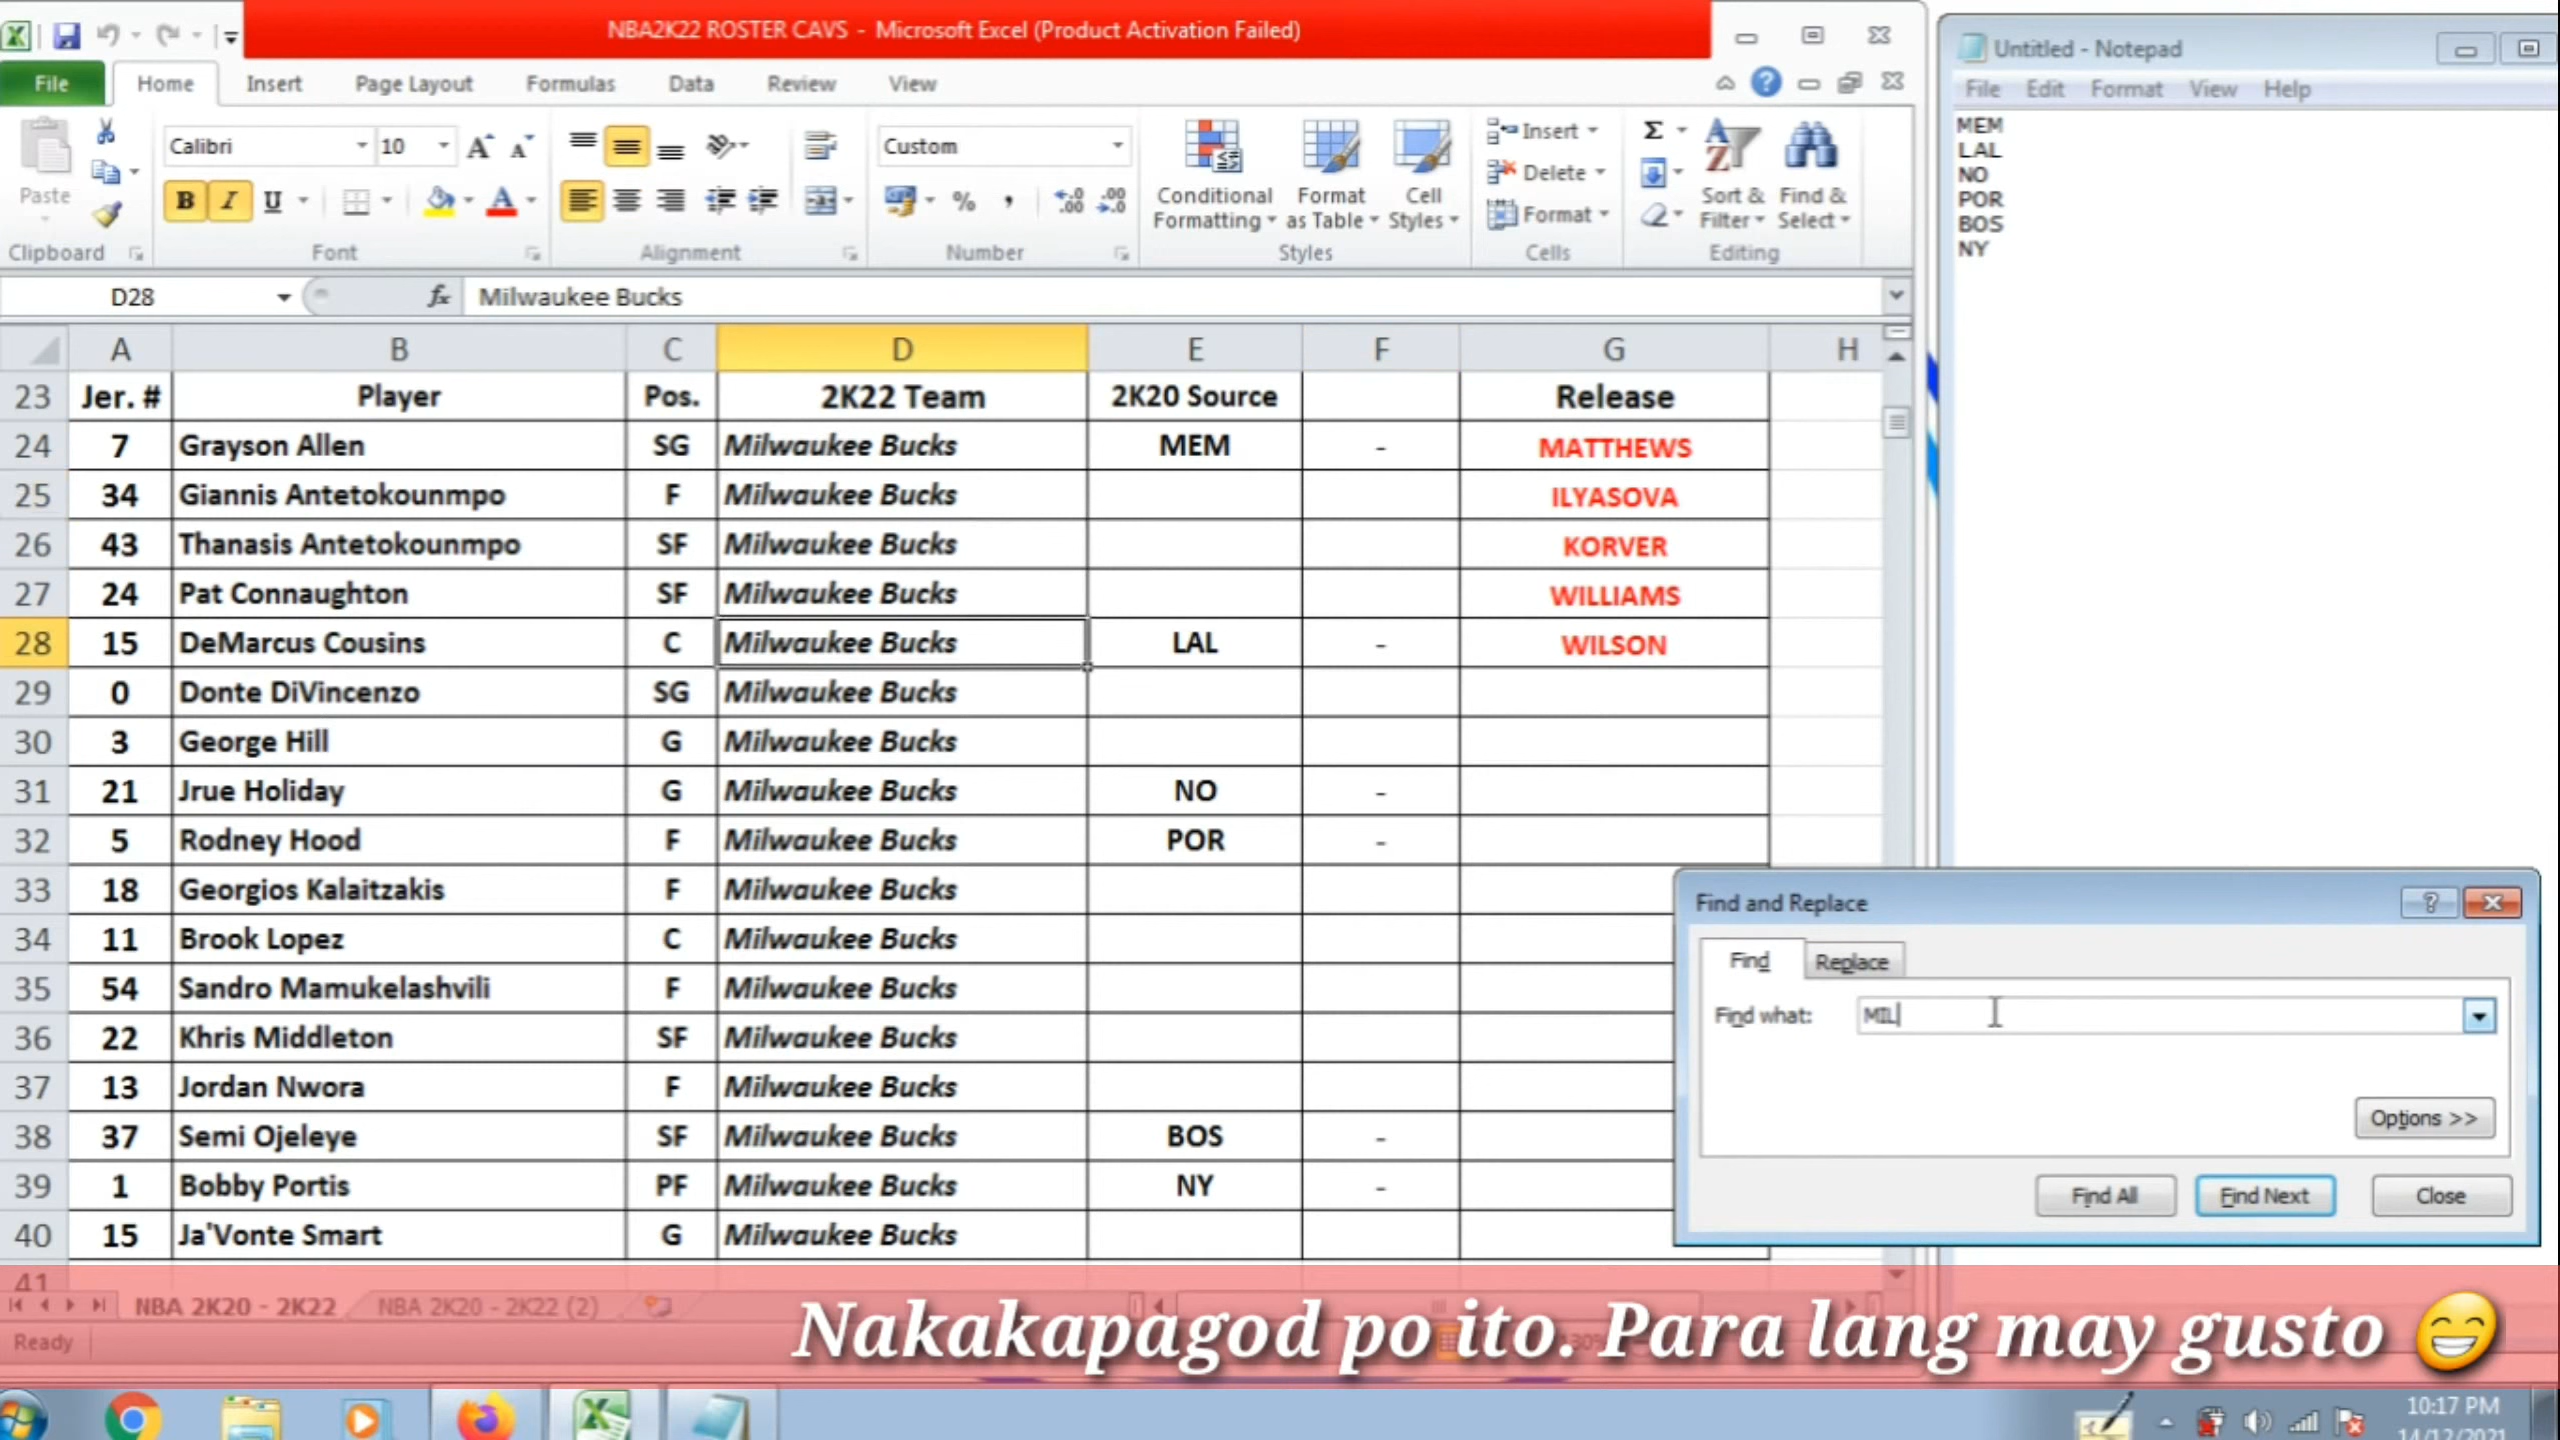 NBA2K22 ROSTER CAVS - Microsoft Excel (Product Activation Failed)
File Home Insert Page Layout Formulas Data Review View
Calibri 10 Custom
Paste
B I U
% ,
Conditional Formatting
Format as Table
Cell Styles
Insert
Delete
Format
Sort & Filter
Find & Select
Clipboard Font Alignment Number Styles Cells Editing
D28 fx Milwaukee Bucks
A B C D E F G H
23 Jer. # Player Pos. 2K22 Team 2K20 Source Release
24 7 Grayson Allen SG Milwaukee Bucks MEM - MATTHEWS
25 34 Giannis Antetokounmpo F Milwaukee Bucks ILYASOVA
26 43 Thanasis Antetokounmpo SF Milwaukee Bucks KORVER
27 24 Pat Connaughton SF Milwaukee Bucks WILLIAMS
28 15 DeMarcus Cousins C Milwaukee Bucks LAL - WILSON
29 0 Donte DiVincenzo SG Milwaukee Bucks
30 3 George Hill G Milwaukee Bucks
31 21 Jrue Holiday G Milwaukee Bucks NO -
32 5 Rodney Hood F Milwaukee Bucks POR -
33 18 Georgios Kalaitzakis F Milwaukee Bucks
34 11 Brook Lopez C Milwaukee Bucks
35 54 Sandro Mamukelashvili F Milwaukee Bucks
36 22 Khris Middleton SF Milwaukee Bucks
37 13 Jordan Nwora F Milwaukee Bucks
38 37 Semi Ojeleye SF Milwaukee Bucks BOS -
39 1 Bobby Portis PF Milwaukee Bucks NY -
40 15 Ja'Vonte Smart G Milwaukee Bucks
41
NBA 2K20 - 2K22 NBA 2K20 - 2K22 (2)
Ready
Untitled - Notepad
File Edit Format View Help
MEM
LAL
NO
POR
BOS
NY
Find and Replace
Find Replace
Find what: MIL
Options >>
Find All Find Next Close
Nakakapagod po ito. Para lang may gusto 😁
10:17 PM
14/12/2021